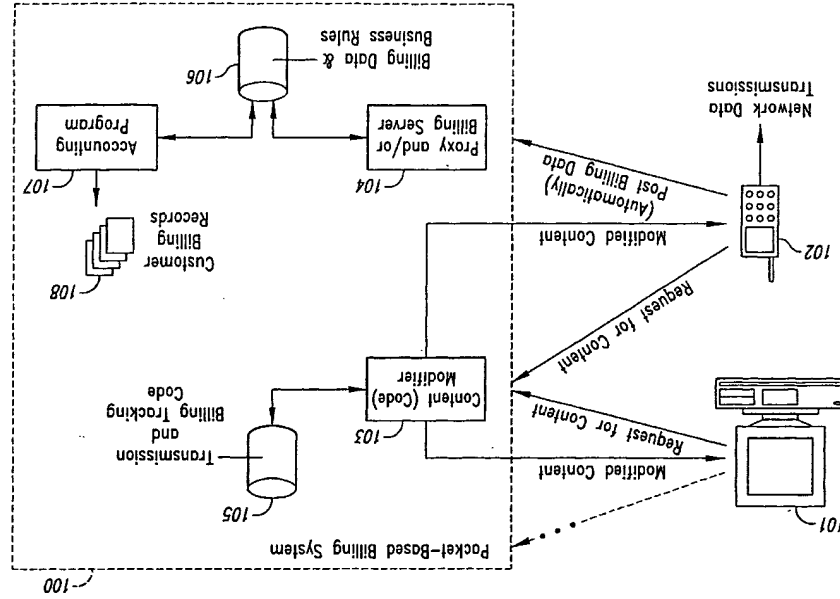 100
Packet-Based Billing System
101
Modified Content
105
Transmission
and
Billing Tracking
Code
Request for Content
103
Content (Code)
Modifier
Request for Content
108
Customer
Billing
Records
102
Modified Content
(Automatically)
Post Billing Data
104
Proxy and/or
Billing Server
107
Accounting
Program
Network Data
Transmissions
106
Billing Data &
Business Rules